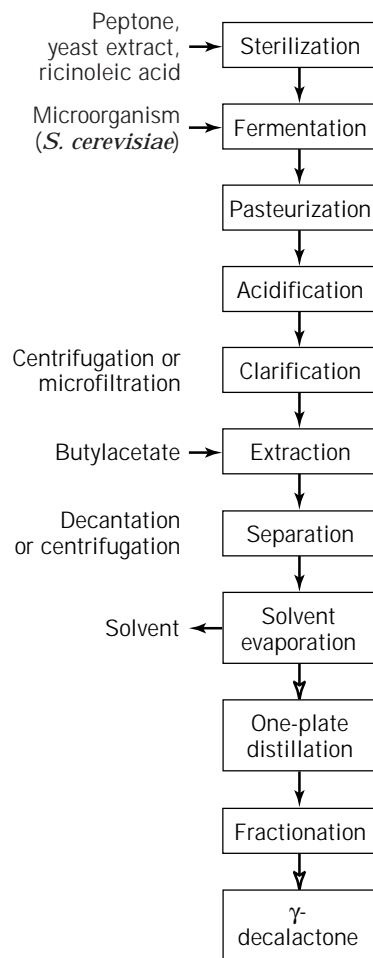 Peptone,
yeast extract,
ricinoleic acid
Sterilization
Microorganism
(S. cerevisiae)
Fermentation
Pasteurization
Acidification
Centrifugation or
microfiltration
Clarification
Butylacetate
Extraction
Decantation
or centrifugation
Separation
Solvent
Solvent
evaporation
One-plate
distillation
Fractionation
γ-
decalactone